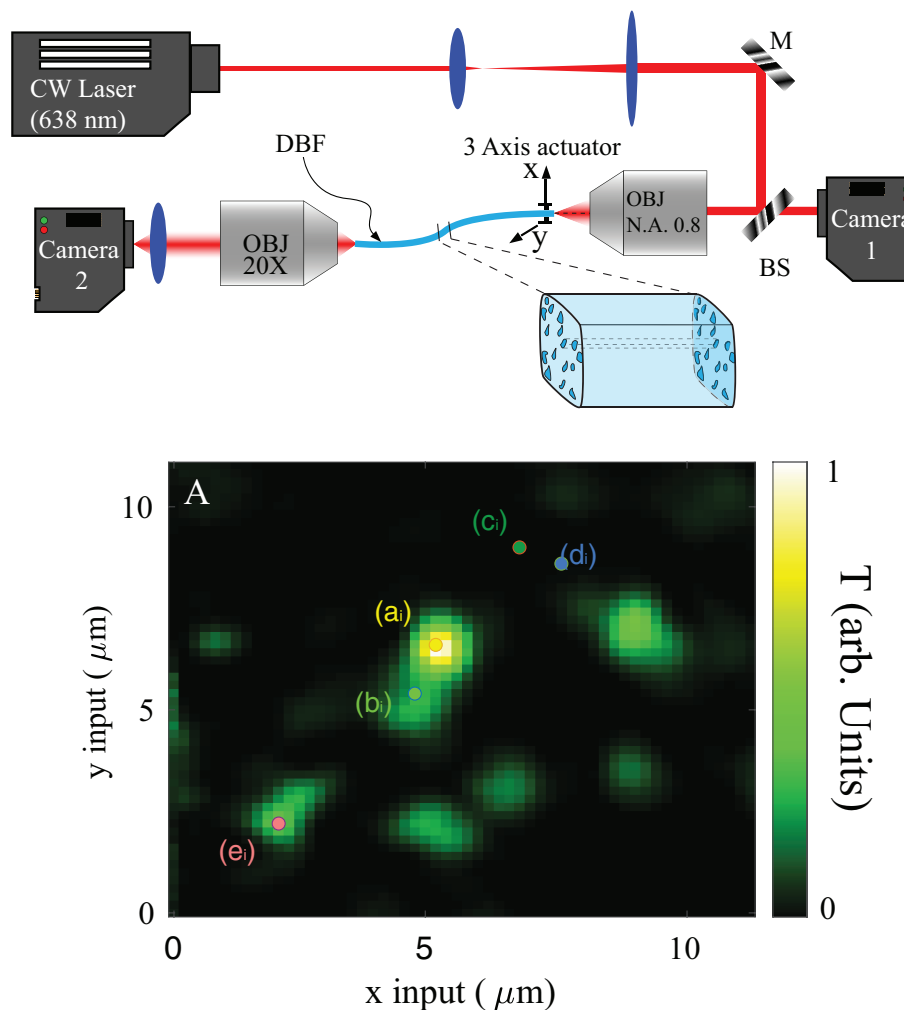 M
CW Laser
(638 nm)
DBF
3 Axis actuator
x
y
OBJ
N.A. 0.8
Camera
1
BS
OBJ
20X
Camera
2
A
10
5
0
y input ( μm)
(ci)
(di)
(ai)
(bi)
(ei)
0
5
10
x input ( μm)
1
0
T (arb. Units)